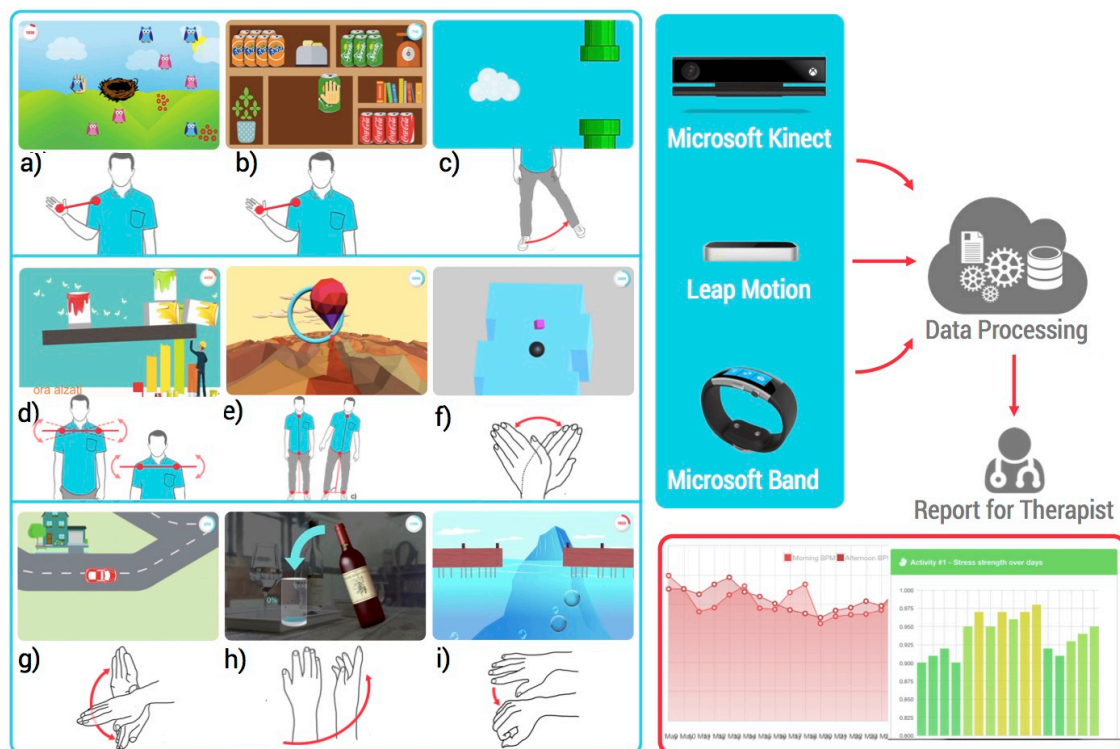 a)
b)
c)
ora alzati
d)
e)
f)
g)
0%
h)
i)
Microsoft Kinect
Leap Motion
Microsoft Band
Data Processing
Report for Therapist
Morning BPM Afternoon BP
Activity #1 - Stress strength over days
1.000
0.975
0.950
0.925
0.900
0.875
0.850
0.825
0.800